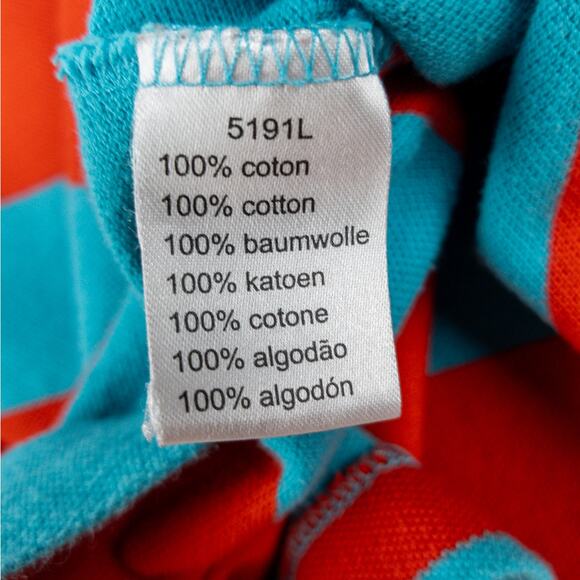 5191L
100% coton
100% cotton
100% baumwolle
100% katoen
100% cotone
100% algodão
100% algodón